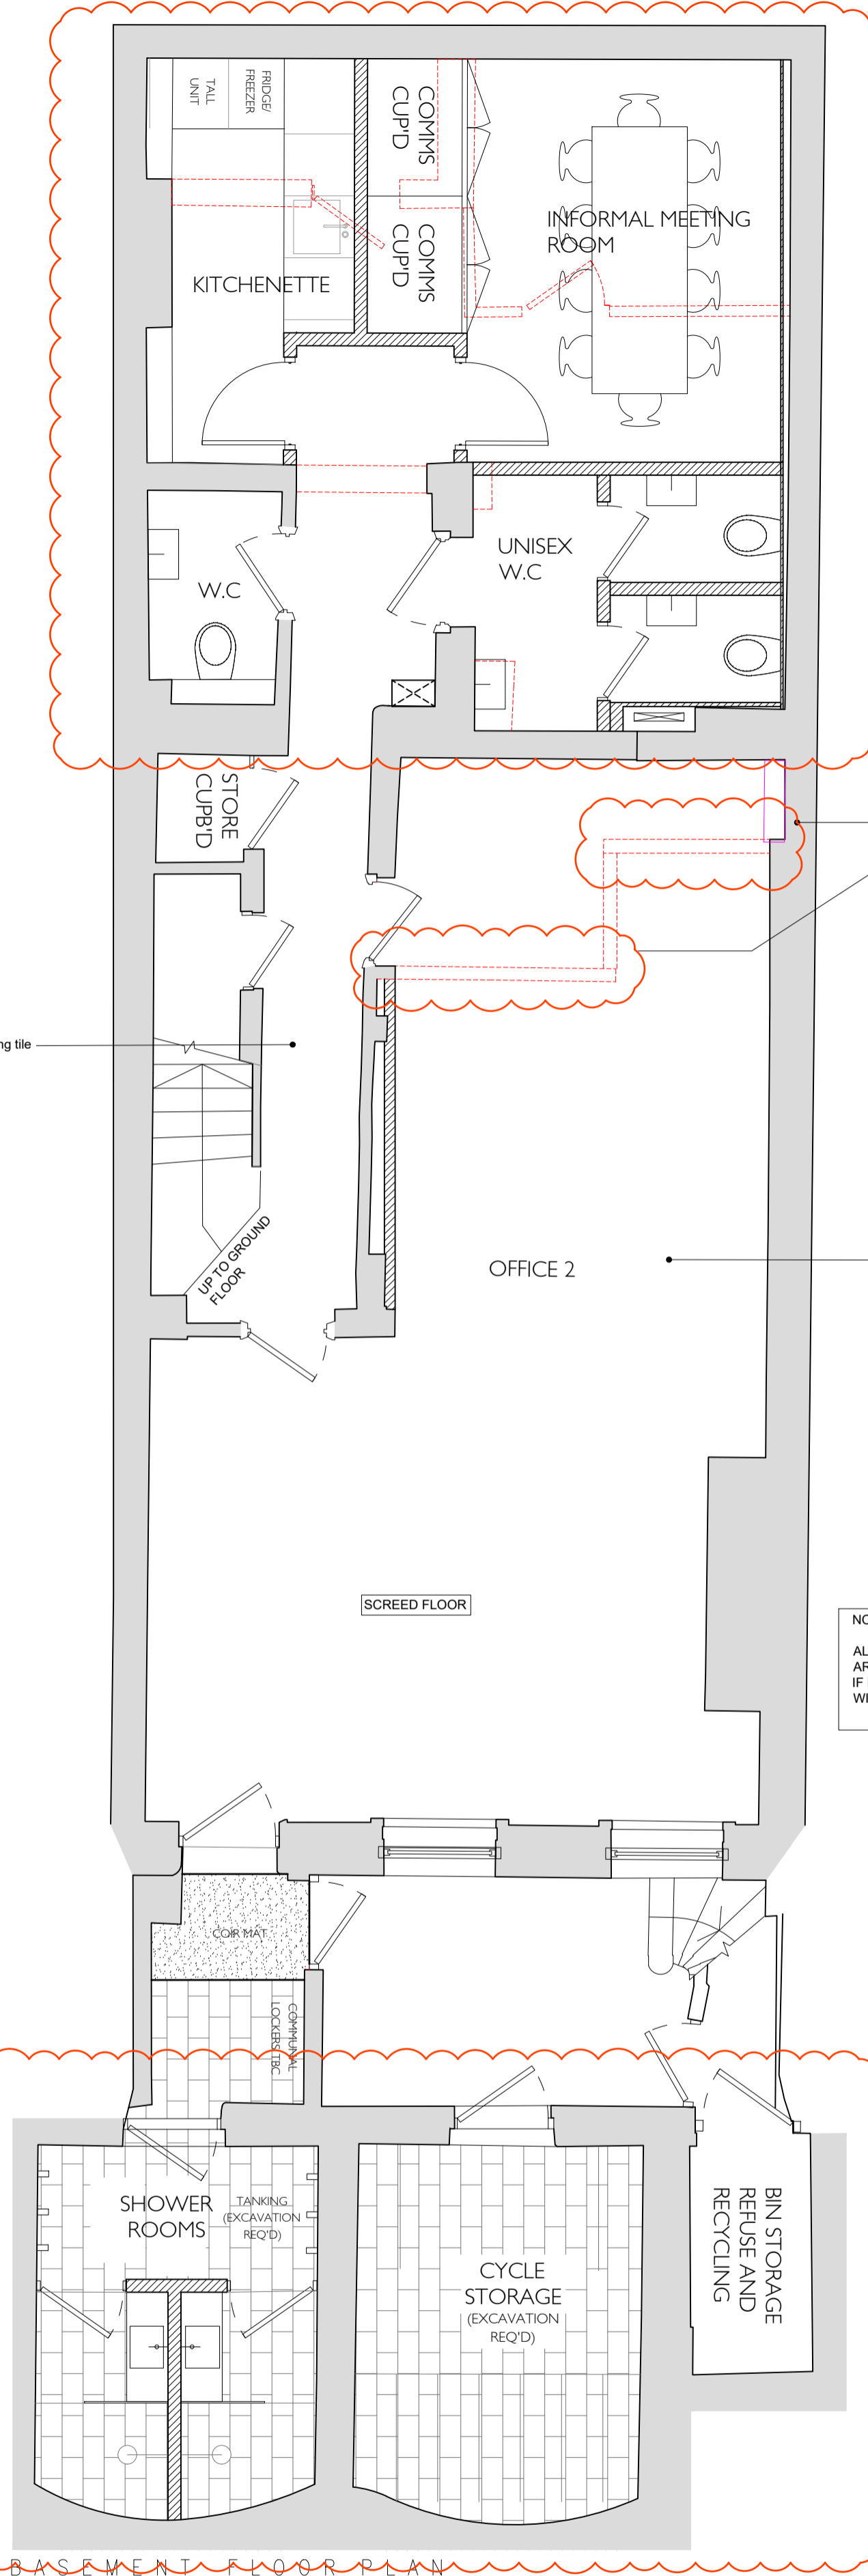 TALL
UNIT
FRIDGE/
FREEZER
COMMS
CUP'D
COMMS
CUP'D
INFORMAL MEETING
ROOM
KITCHENETTE
UNISEX
W.C
W.C
STORE
CUPB'D
ng tile
UP TO GROUND
FLOOR
OFFICE 2
SCREED FLOOR
NO
AL
AR
IF
WI
COIR MAT
COMMUNAL
LOCKERS TBC
SHOWER
ROOMS
TANKING
(EXCAVATION
REQ'D)
CYCLE
STORAGE
(EXCAVATION
REQ'D)
BIN STORAGE
REFUSE AND
RECYCLING
BASEMENT FLOOR PLAN